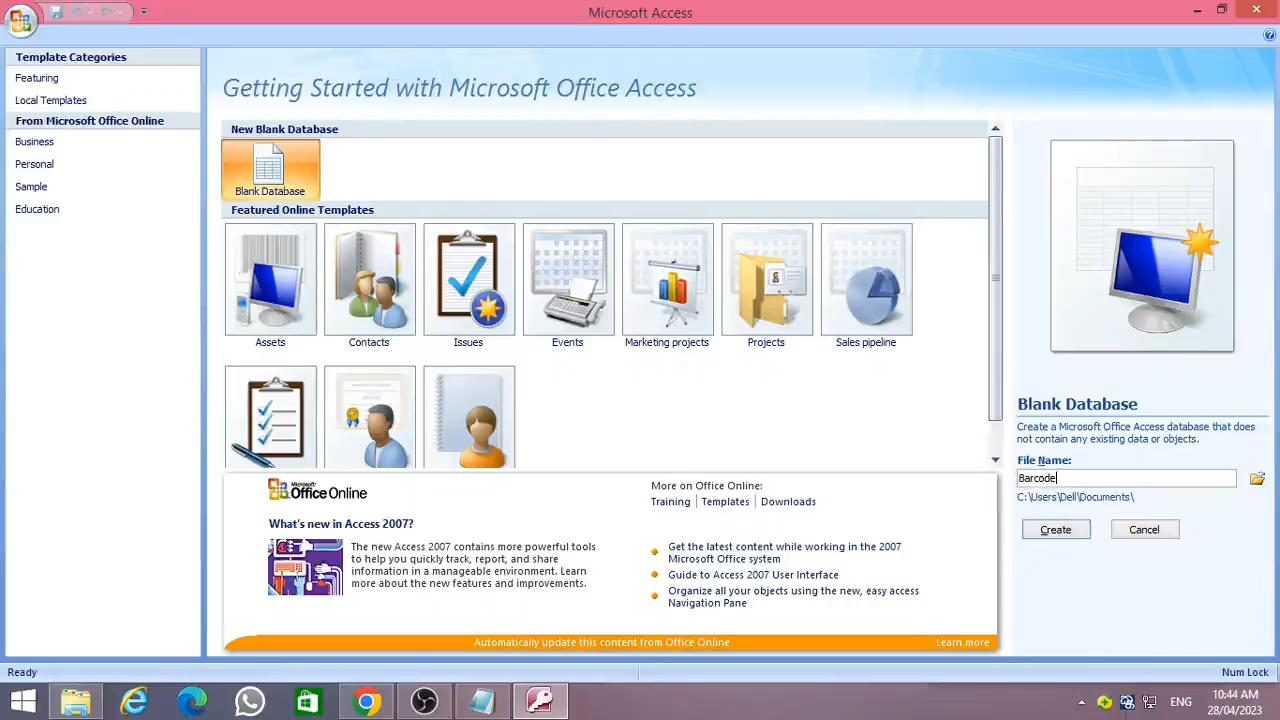 Microsoft Access
Template Categories
Featuring
Local Templates
From Microsoft Office Online
Business
Personal
Sample
Education
Getting Started with Microsoft Office Access
New Blank Database
Blank Database
Featured Online Templates
Assets
Contacts
Issues
Events
Marketing projects
Projects
Sales pipeline
Microsoft
Office Online
What's new in Access 2007?
The new Access 2007 contains more powerful tools
to help you quickly track, report, and share
information in a manageable environment. Learn
more about the new features and improvements.
More on Office Online:
Training | Templates | Downloads
Get the latest content while working in the 2007
Microsoft Office system
Guide to Access 2007 User Interface
Organize all your objects using the new, easy access
Navigation Pane
Automatically update this content from Office Online
Learn more
Blank Database
Create a Microsoft Office Access database that does
not contain any existing data or objects.
File Name:
Barcode
C:\Users\Dell\Documents\
Create
Cancel
Ready
Num Lock
ENG
10:44 AM
28/04/2023